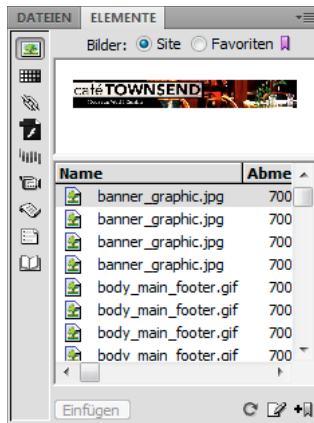 DATEIEN ELEMENTE
Bilder: Site Favoriten
café TOWNSEND
Name Abme
banner_graphic.jpg 700
banner_graphic.jpg 700
banner_graphic.jpg 700
banner_graphic.jpg 700
body_main_footer.gif 700
body_main_footer.gif 700
body_main_footer.gif 700
body_main_footer.gif 700
Einfügen